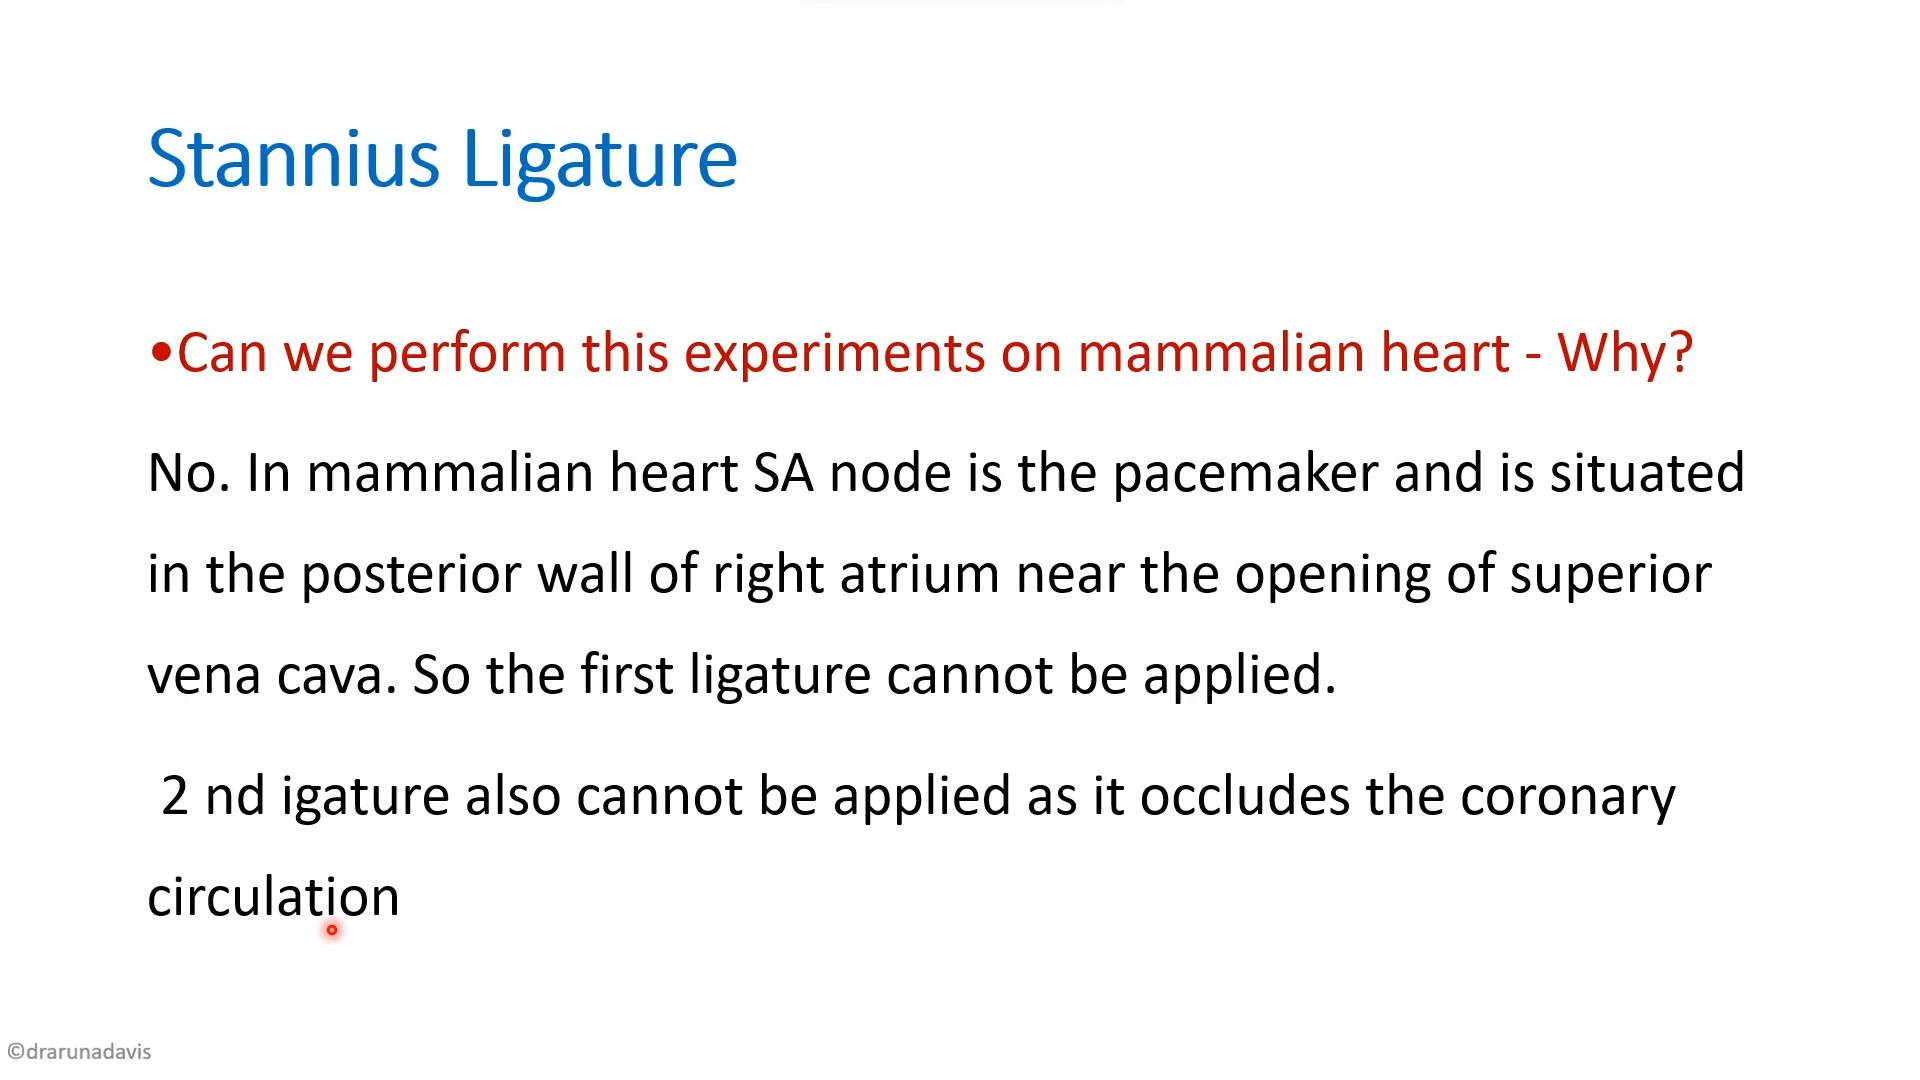 Stannius Ligature
•Can we perform this experiments on mammalian heart - Why?
No. In mammalian heart SA node is the pacemaker and is situated
in the posterior wall of right atrium near the opening of superior
vena cava. So the first ligature cannot be applied.
2 nd igature also cannot be applied as it occludes the coronary
circulation
©drarunadavis